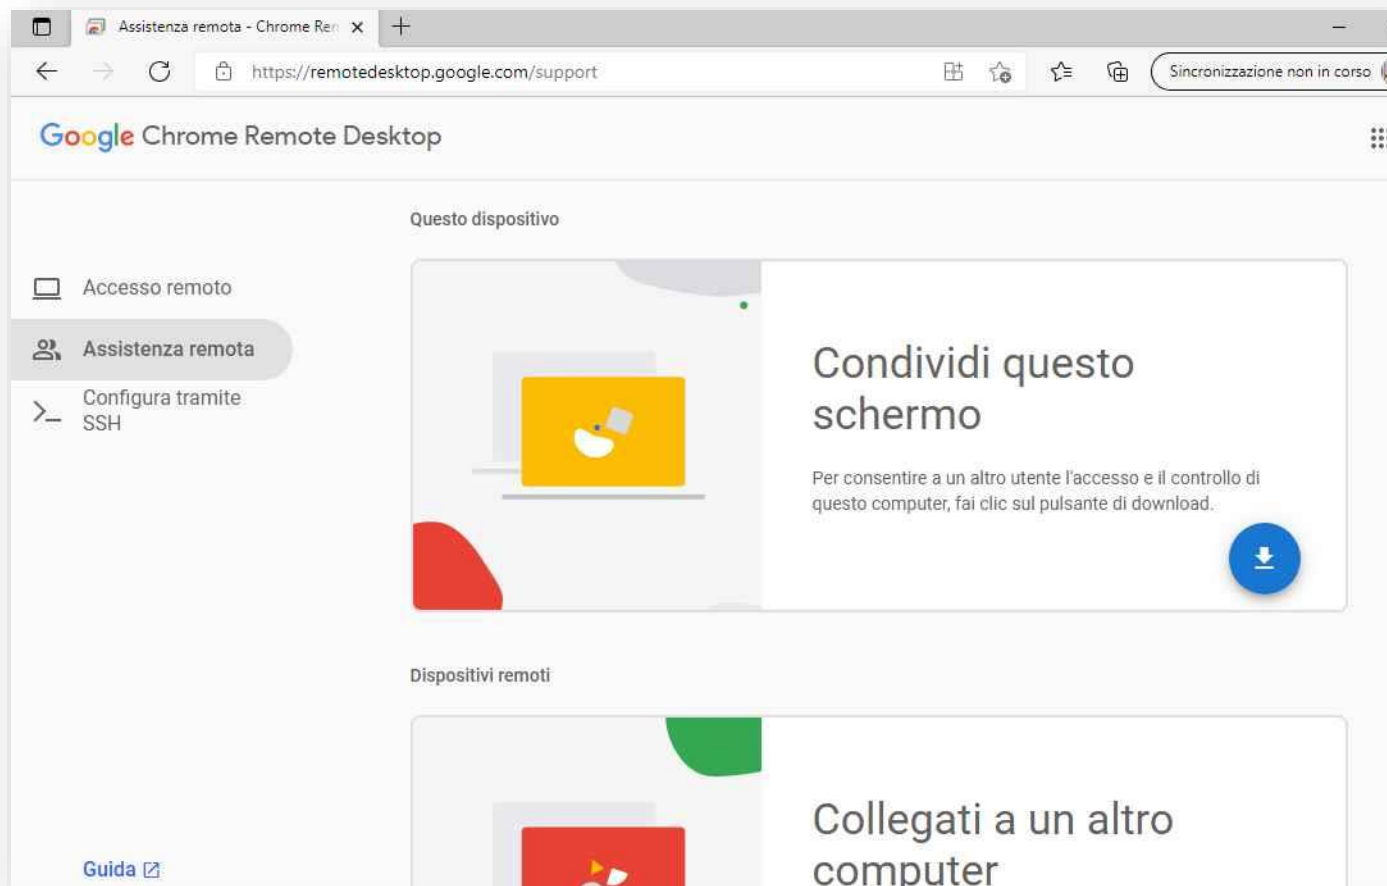 Assistenza remota - Chrome Rem
https://remotedesktop.google.com/support
Sincronizzazione non in corso
Google Chrome Remote Desktop
Questo dispositivo
Accesso remoto
Assistenza remota
Configura tramite
SSH
Condividi questo
schermo
Per consentire a un altro utente l'accesso e il controllo di
questo computer, fai clic sul pulsante di download.
Dispositivi remoti
Collegati a un altro
computer
Guida